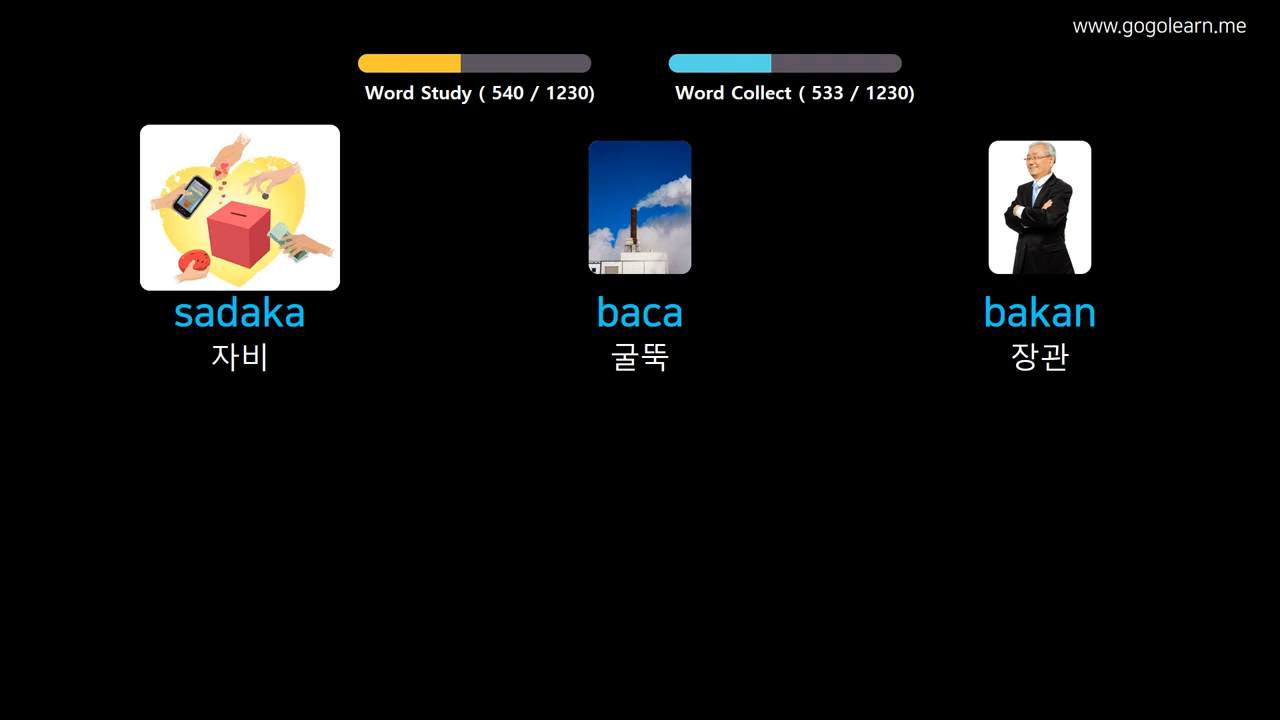 www.gogolearn.me
Word Study ( 540 / 1230)
Word Collect ( 533 / 1230)
sadaka
baca
bakan
자비
굴뚝
장관